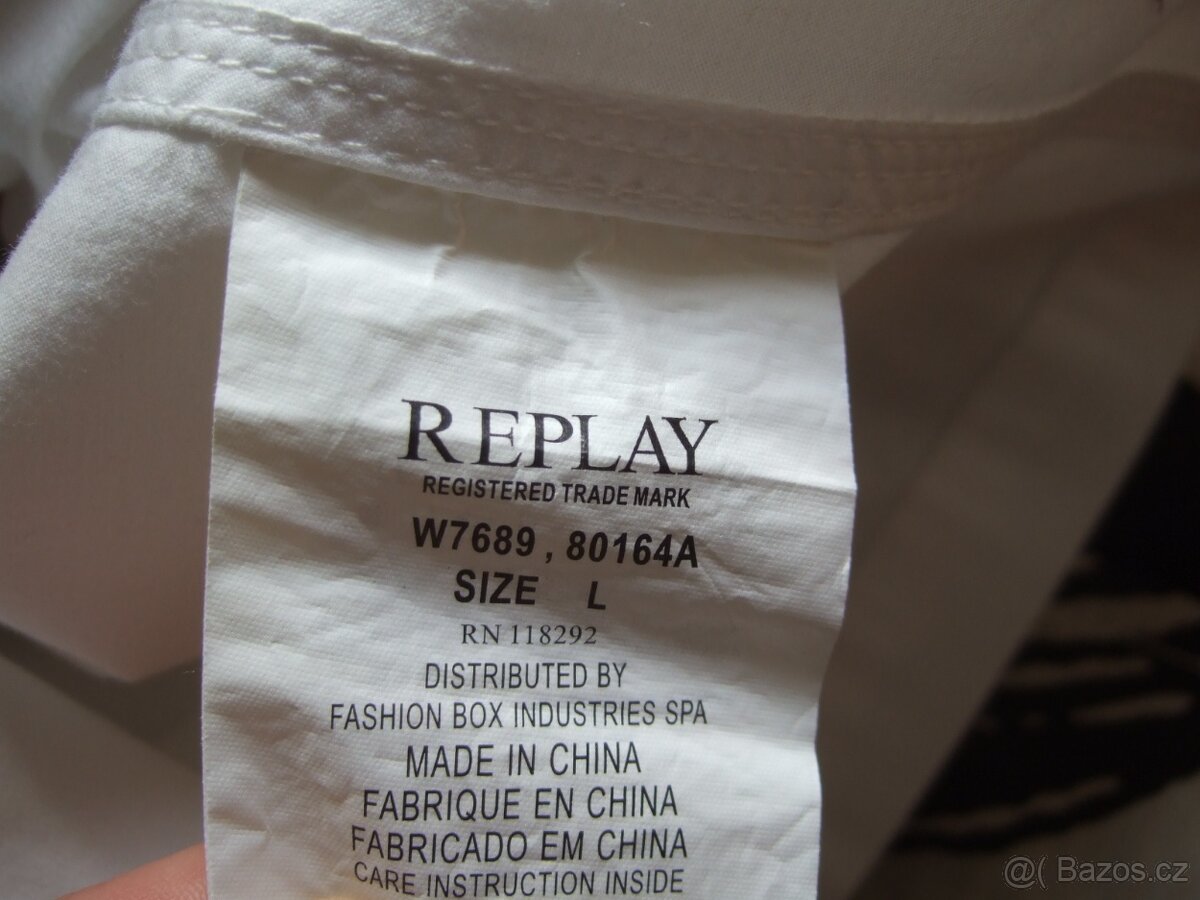 REPLAY
REGISTERED TRADE MARK
W7689 , 80164A
SIZE L
RN 118292
DISTRIBUTED BY
FASHION BOX INDUSTRIES SPA
MADE IN CHINA
FABRIQUE EN CHINA
FABRICADO EM CHINA
CARE INSTRUCTION INSIDE
@( Bazos.cz